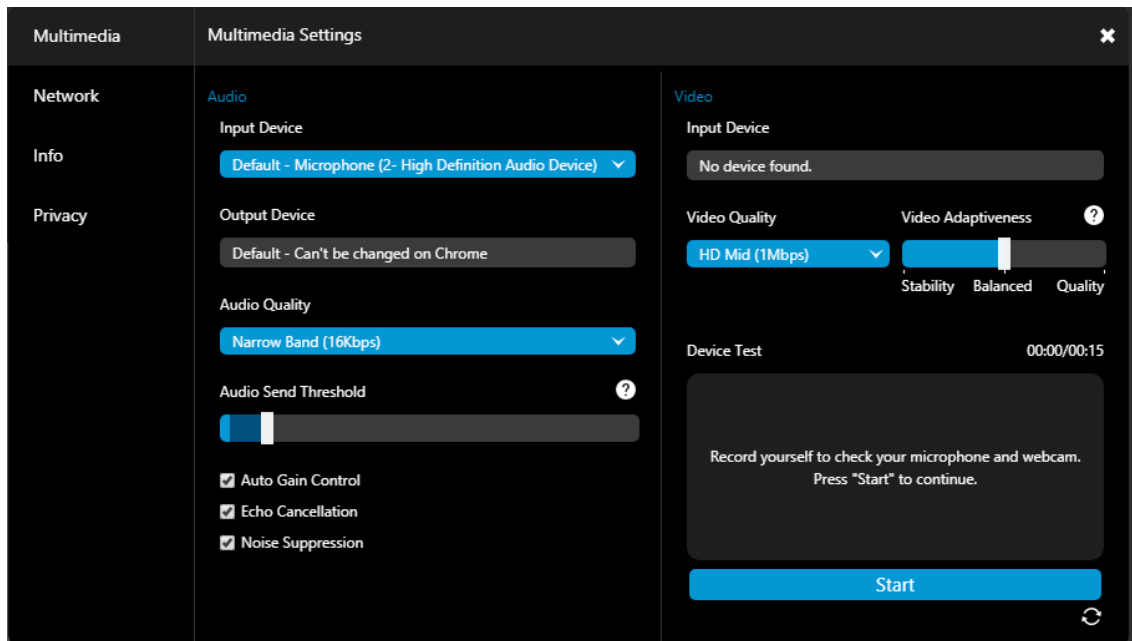 Multimedia
Multimedia Settings
Network
Info
Privacy
Audio
Input Device
Default - Microphone (2- High Definition Audio Device)
Output Device
Default - Can't be changed on Chrome
Audio Quality
Narrow Band (16Kbps)
Audio Send Threshold
?
Auto Gain Control
Echo Cancellation
Noise Suppression
Video
Input Device
No device found.
Video Quality
Video Adaptiveness
?
HD Mid (1Mbps)
Stability Balanced Quality
Device Test
00:00/00:15
Record yourself to check your microphone and webcam.
Press "Start" to continue.
Start